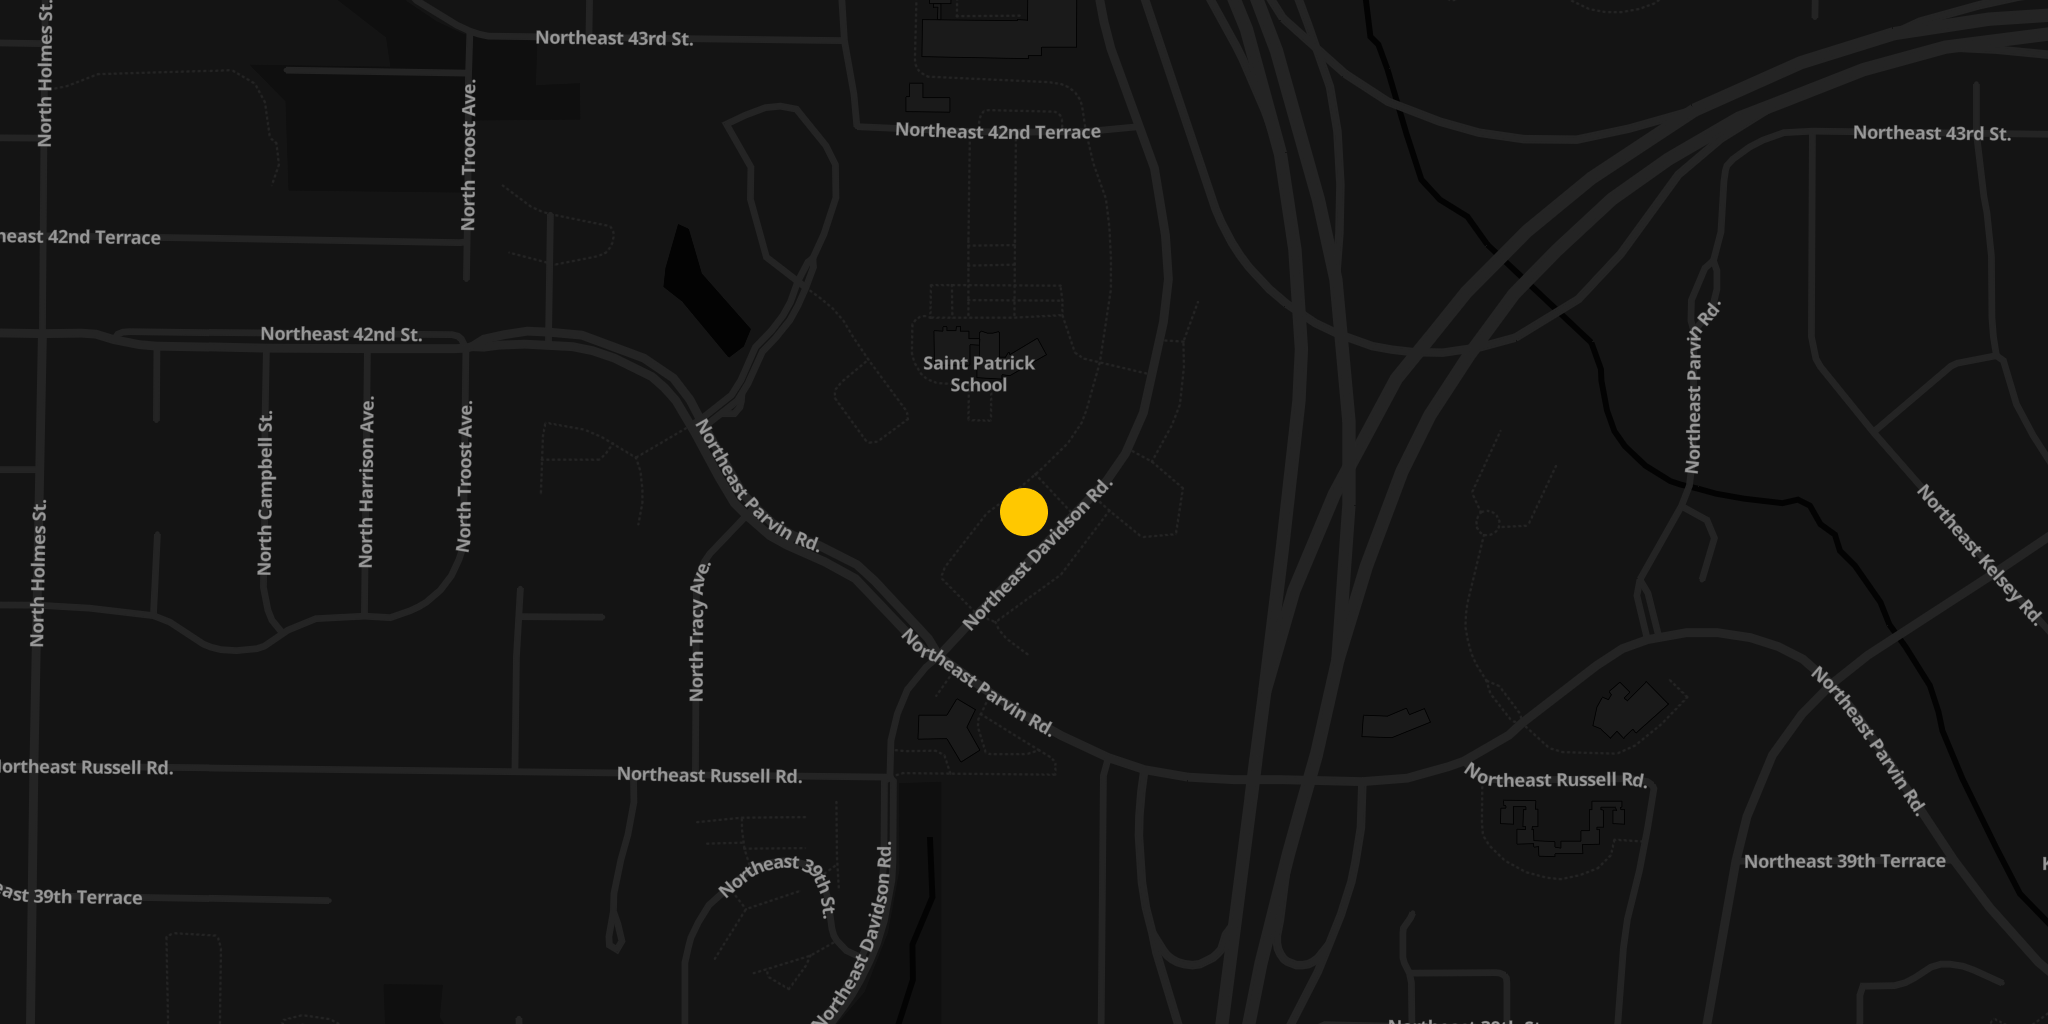 North Holmes St.
Northeast 43rd St.
North Troost Ave.
Northeast 42nd Terrace
Northeast 43rd St.
heast 42nd Terrace
Northeast 42nd St.
Northeast Parvin Rd.
Saint Patrick
School
North Campbell St.
North Harrison Ave.
North Troost Ave.
Northeast Parvin Rd.
Northeast Davidson Rd.
Northeast Kelsey Rd.
North Holmes St.
North Tracy Ave.
Northeast Parvin Rd.
Northeast Parvin Rd.
Northeast Russell Rd.
Northeast Russell Rd.
Northeast Russell Rd.
Northeast 39th St.
Northeast Davidson Rd.
Northeast 39th Terrace
east 39th Terrace